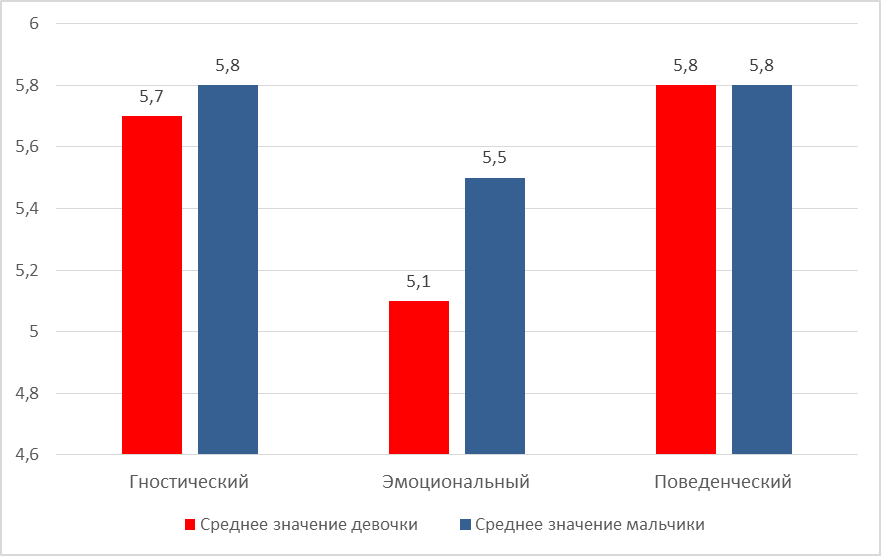 6
5,8
5,6
5,4
5,2
5
4,8
4,6
5,7
5,8
5,1
5,5
5,8
5,8
Гностический
Эмоциональный
Поведенческий
Среднее значение девочки
Среднее значение мальчики